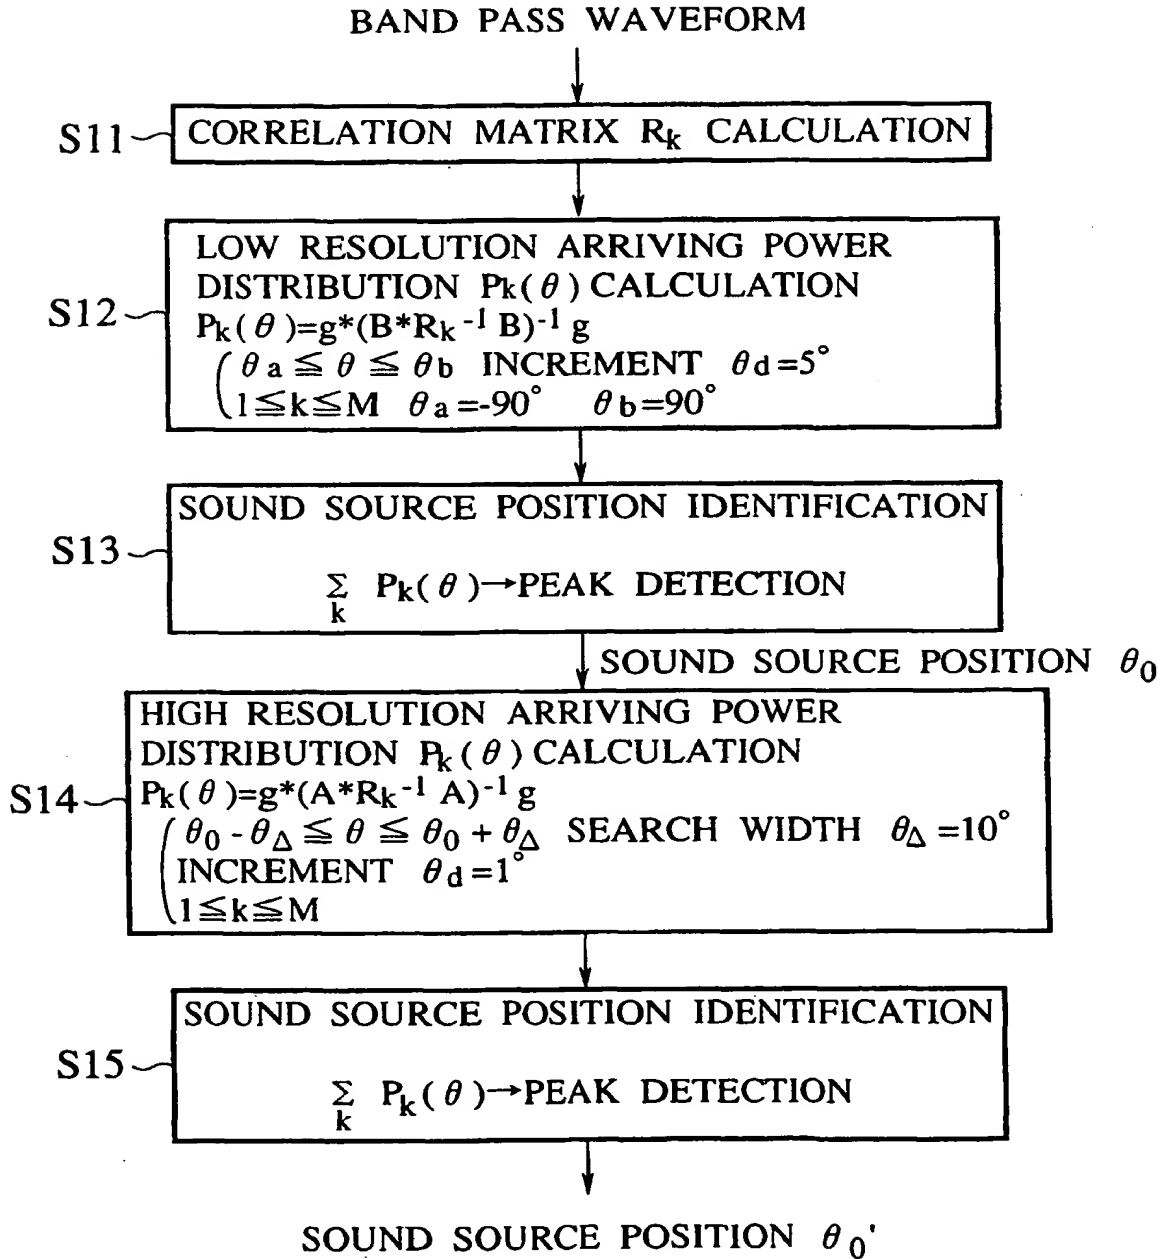 BAND PASS WAVEFORM
S11
CORRELATION MATRIX Rk CALCULATION
LOW RESOLUTION ARRIVING POWER
DISTRIBUTION Pk(θ) CALCULATION
S12
Pk(θ)=g*(B*Rk⁻¹ B)⁻¹ g
θa ≦ θ ≦ θb INCREMENT θd=5°
1≦k≦M θa=-90° θb=90°
SOUND SOURCE POSITION IDENTIFICATION
S13
Σ Pk(θ)→PEAK DETECTION
k
SOUND SOURCE POSITION θ0
HIGH RESOLUTION ARRIVING POWER
DISTRIBUTION Pk(θ) CALCULATION
S14
Pk(θ)=g*(A*Rk⁻¹ A)⁻¹ g
θ0 - θΔ ≦ θ ≦ θ0 + θΔ SEARCH WIDTH θΔ=10°
INCREMENT θd=1°
1≦k≦M
SOUND SOURCE POSITION IDENTIFICATION
S15
Σ Pk(θ)→PEAK DETECTION
k
SOUND SOURCE POSITION θ0'